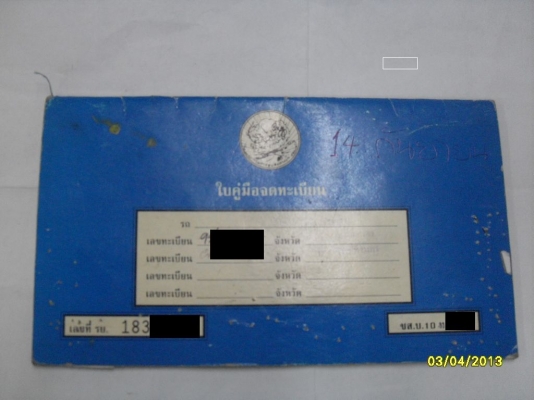 14
ใบคู่มือจดทะเบียน
รถ
เลขทะเบียน จังหวัด
เลขทะเบียน จังหวัด
เลขทะเบียน จังหวัด
เลขทะเบียน จังหวัด
เลขที่ รย. 183
ขส.บ.10
03/04/2013